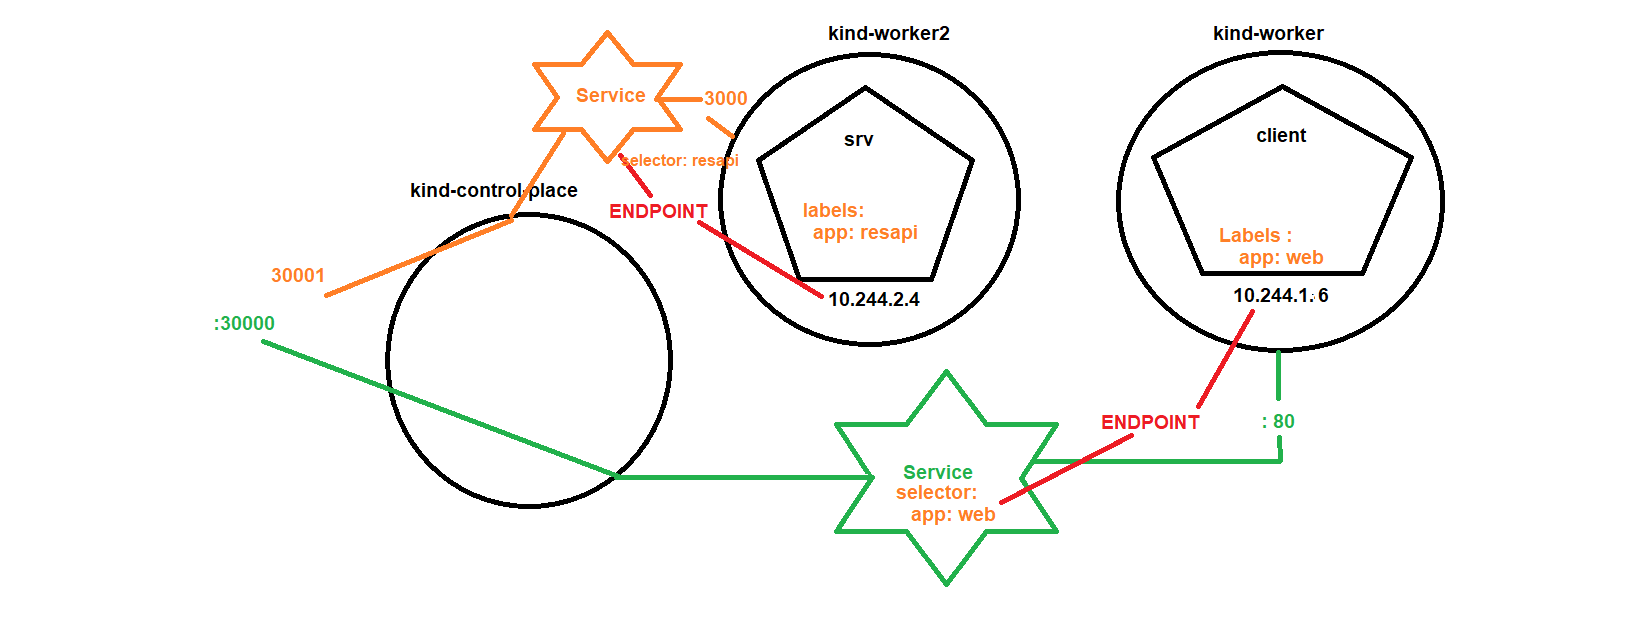 kind-worker2
kind-worker
Service
3000
srv
client
selector: resapi
kind-control-place
ENDPOINT
labels:
app: resapi
Labels :
app: web
30001
10.244.2.4
10.244.1.6
:30000
ENDPOINT
: 80
Service
selector:
app: web